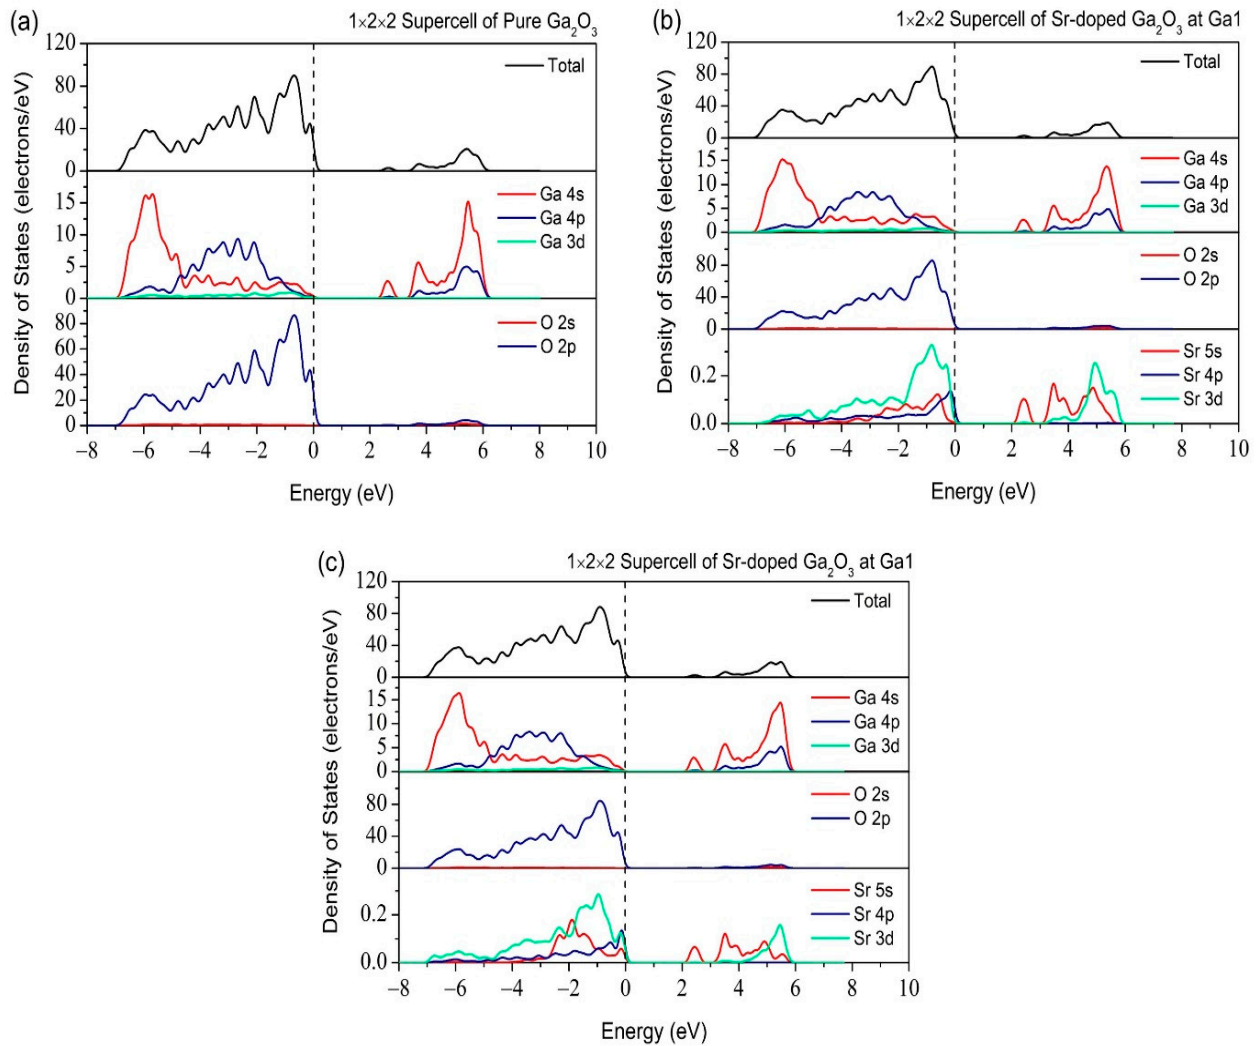 (a)
1×2×2 Supercell of Pure Ga₂O₃
Density of States (electrons/eV)
120
80
40
0
Total
15
10
5
0
Ga 4s
Ga 4p
Ga 3d
80
60
40
20
0
O 2s
O 2p
−8 −6 −4 −2 0 2 4 6 8 10
Energy (eV)
(b)
1×2×2 Supercell of Sr-doped Ga₂O₃ at Ga1
Density of States (electrons/eV)
120
80
40
0
Total
15
10
5
0
Ga 4s
Ga 4p
Ga 3d
80
40
0
O 2s
O 2p
0.2
0.0
Sr 5s
Sr 4p
Sr 3d
−8 −6 −4 −2 0 2 4 6 8 10
Energy (eV)
(c)
1×2×2 Supercell of Sr-doped Ga₂O₃ at Ga1
Density of States (electrons/eV)
120
80
40
0
Total
15
10
5
0
Ga 4s
Ga 4p
Ga 3d
80
40
0
O 2s
O 2p
0.2
0.0
Sr 5s
Sr 4p
Sr 3d
−8 −6 −4 −2 0 2 4 6 8 10
Energy (eV)